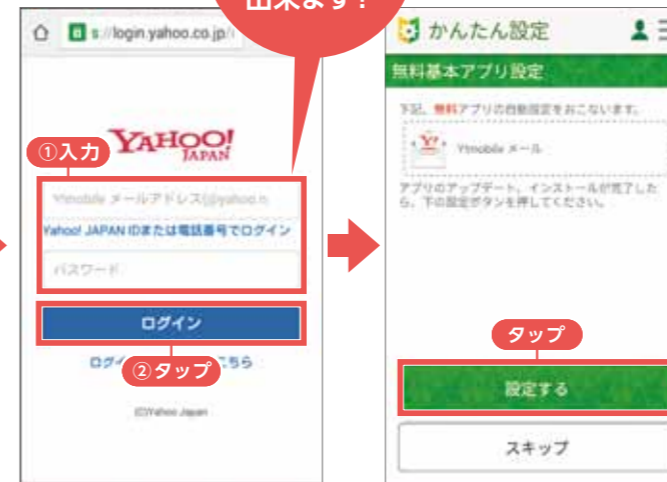 出来ます!
s://login.yahoo.co.jp/
YAHOO!
JAPAN
①入力
Y!mobile メールアドレス(@yahoo.n
Yahoo! JAPAN IDまたは電話番号でログイン
パスワード
ログイン
②タップ
こちら
(C)Yahoo Japan
かんたん設定
無料基本アプリ設定
下記、無料アプリの自動設定をおこないます。
Y!mobile メール
アプリのアップデート、インストールが完了した
ら、下の設定ボタンを押してください。
タップ
設定する
スキップ